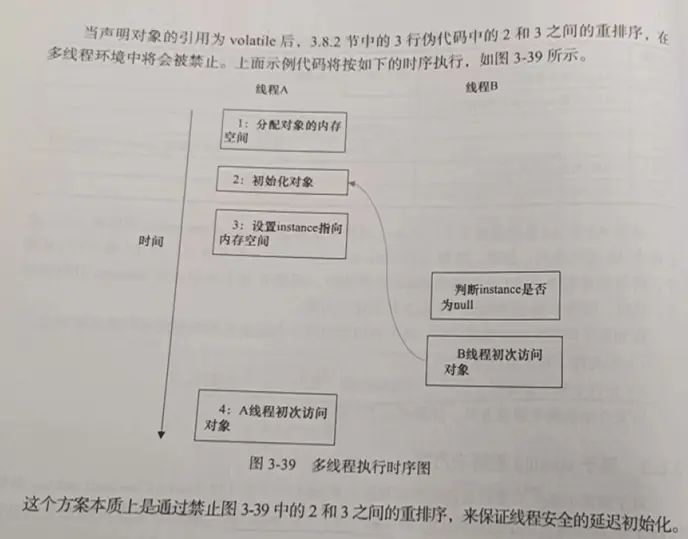 当声明对象的引用为 volatile 后，3.8.2 节中的 3 行伪代码中的 2 和 3 之间的重排序，在
多线程环境中将会被禁止。上面示例代码将按如下的时序执行，如图 3-39 所示。
线程A
线程B
1：分配对象的内存
空间
2：初始化对象
3：设置instance指向
内存空间
时间
判断instance是否
为null
B线程初次访问
对象
4：A线程初次访问
对象
图 3-39 多线程执行时序图
这个方案本质上是通过禁止图 3-39 中的 2 和 3 之间的重排序，来保证线程安全的延迟初始化。